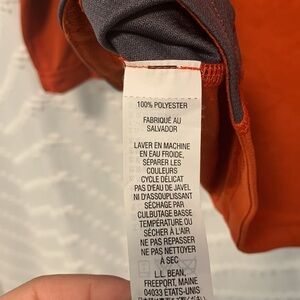 100% POLYESTER
FABRIQUÉ AU
SALVADOR
LAVER EN MACHINE
EN EAU FROIDE,
SÉPARER LES
COULEURS
CYCLE DÉLICAT
PAS D'EAU DE JAVEL
NI D'ASSOUPLISSANT
SÉCHAGE PAR
CULBUTAGE BASSE
TEMPÉRATURE OU
SÉCHER À L'AIR
NE PAS REPASSER
NE PAS NETTOYER
À SEC
L.L. BEAN,
FREEPORT, MAINE
04033 ÉTATS-UNIS